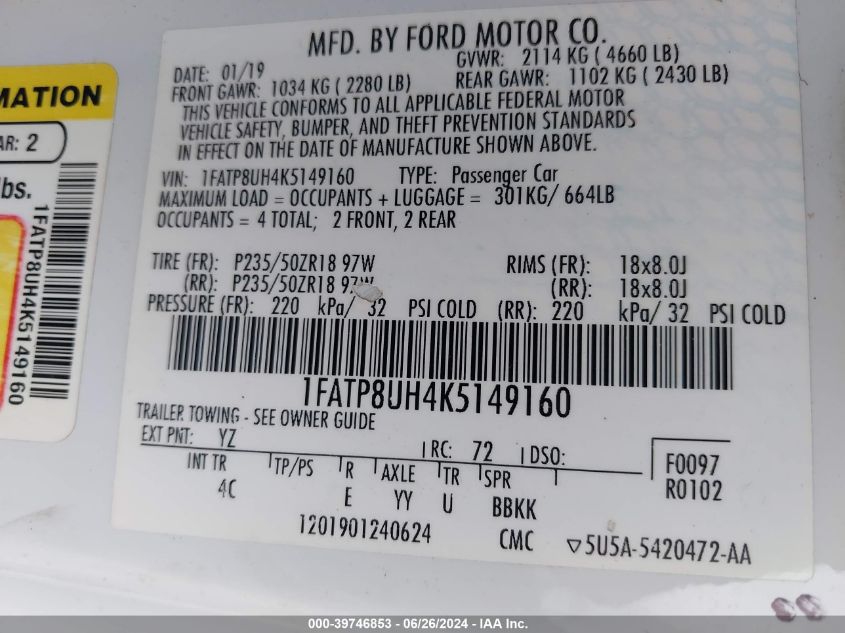 MFD. BY FORD MOTOR CO.
DATE: 01/19 GVWR: 2114 KG ( 4660 LB)
FRONT GAWR: 1034 KG ( 2280 LB) REAR GAWR: 1102 KG ( 2430 LB)
THIS VEHICLE CONFORMS TO ALL APPLICABLE FEDERAL MOTOR
VEHICLE SAFETY, BUMPER, AND THEFT PREVENTION STANDARDS
IN EFFECT ON THE DATE OF MANUFACTURE SHOWN ABOVE.
VIN: 1FATP8UH4K5149160 TYPE: Passenger Car
MAXIMUM LOAD = OCCUPANTS + LUGGAGE = 301KG/ 664LB
OCCUPANTS = 4 TOTAL; 2 FRONT, 2 REAR
TIRE (FR): P235/50ZR18 97W RIMS (FR): 18x8.0J
(RR): P235/50ZR18 97W (RR): 18x8.0J
PRESSURE (FR): 220 kPa/ 32 PSI COLD (RR): 220 kPa/ 32 PSI COLD
1FATP8UH4K5149160
TRAILER TOWING - SEE OWNER GUIDE
EXT PNT: YZ RC: 72 DSO:
INT TR TP/PS R AXLE TR SPR
4C E YY U BBKK
F0097
R0102
1201901240624 CMC 5U5A-5420472-AA
MATION
AR: 2
lbs.
1FATP8UH4K5149160
000-39746853 - 06/26/2024 - IAA Inc.